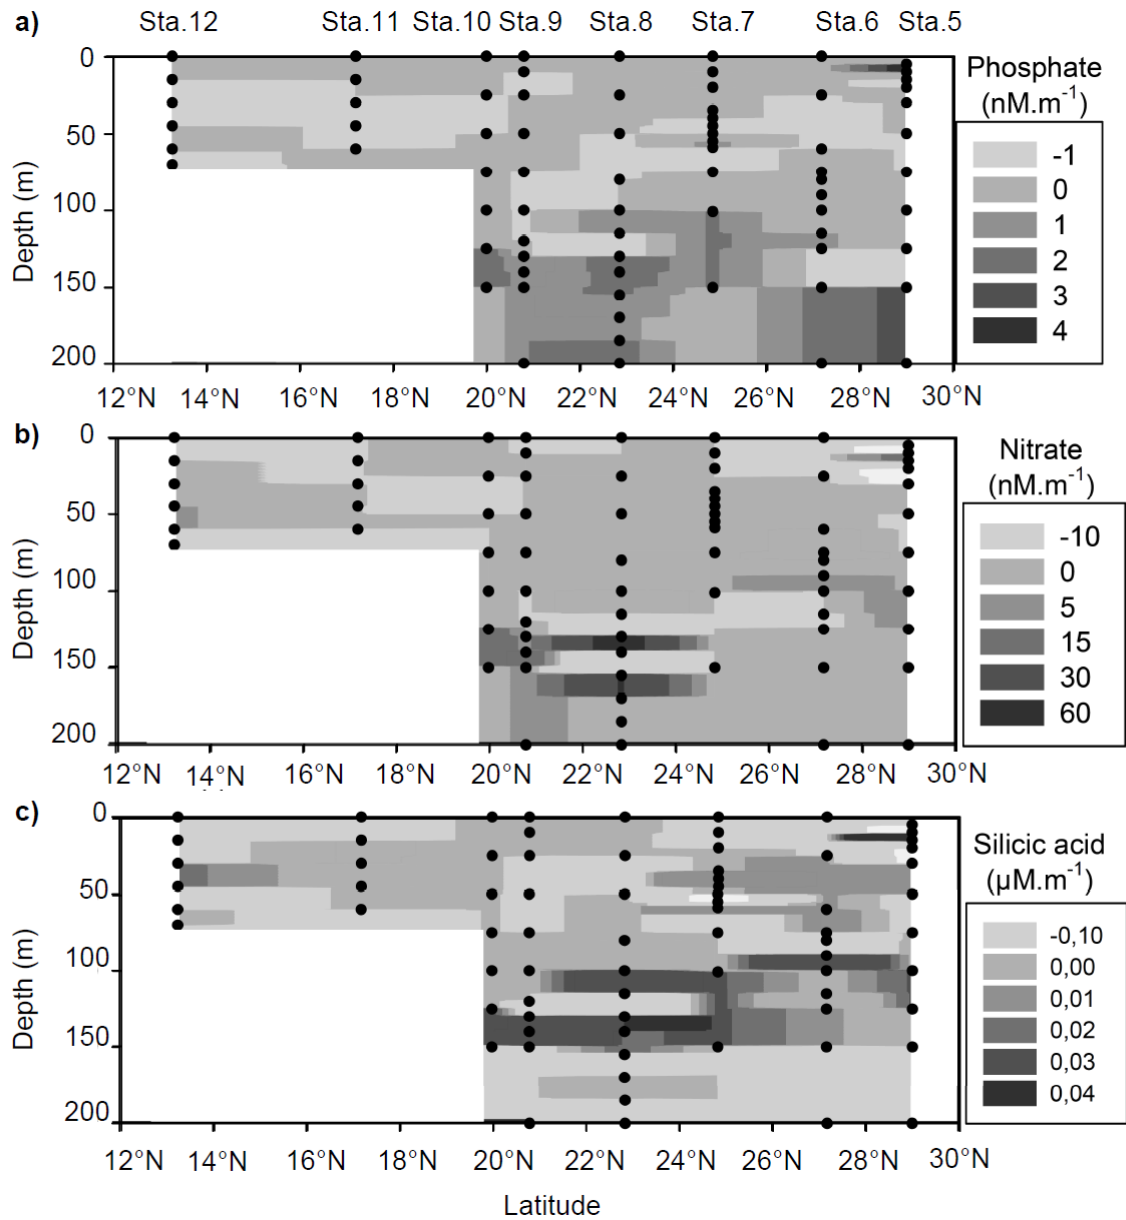 a) Sta.12 Sta.11 Sta.10 Sta.9 Sta.8 Sta.7 Sta.6 Sta.5
0
50
100
150
200
Depth (m)
12°N 14°N 16°N 18°N 20°N 22°N 24°N 26°N 28°N 30°N
Phosphate
(nM.m⁻¹)
-1
0
1
2
3
4
b)
0
50
100
150
200
Depth (m)
12°N 14°N 16°N 18°N 20°N 22°N 24°N 26°N 28°N 30°N
Nitrate
(nM.m⁻¹)
-10
0
5
15
30
60
c)
0
50
100
150
200
Depth (m)
12°N 14°N 16°N 18°N 20°N 22°N 24°N 26°N 28°N 30°N
Latitude
Silicic acid
(µM.m⁻¹)
-0,10
0,00
0,01
0,02
0,03
0,04